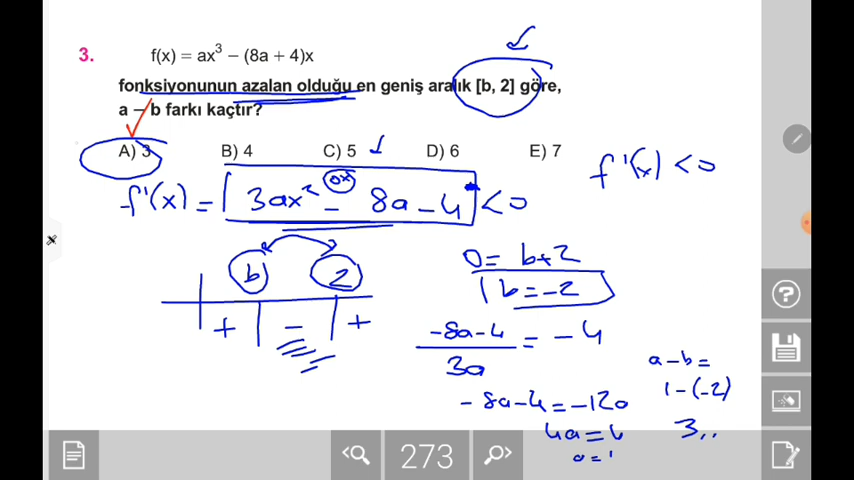 3. f(x) = ax³ – (8a + 4)x
fonksiyonunun azalan olduğu en geniş aralık [b, 2] göre,
a – b farkı kaçtır?
A) 3 B) 4 C) 5 D) 6 E) 7
f'(x) < 0
f'(x) = 3ax² – 8a – 4 < 0
0x
b 2
+ – +
0 = b+2
b = -2
-8a-4 / 3a = -4
-8a-4 = -12a
4a = 4
a = 1
a-b =
1-(-2)
3..
273
?